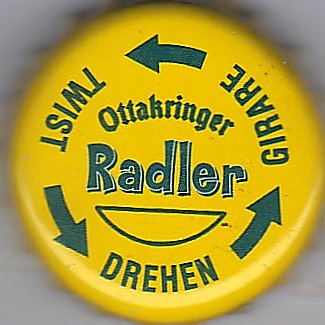 TWIST
GIRARE
Ottakringer
Radler
DREHEN